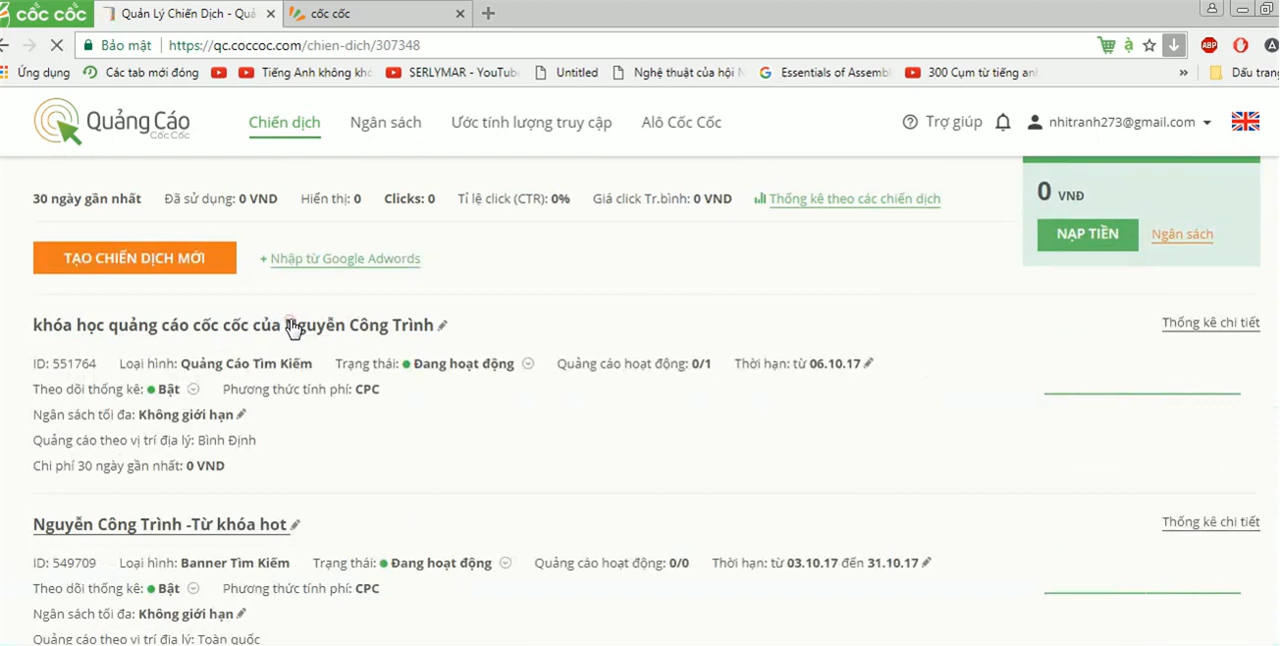 cốc cốc
Quản Lý Chiến Dịch - Quả
cốc cốc
Bảo mật
https://qc.coccoc.com/chien-dich/307348
à
ABP
A
Ứng dụng
Các tab mới đóng
Tiếng Anh không khó
SERLYMAR - YouTube
Untitled
Nghệ thuật của hội N
Essentials of Assembl
300 Cụm từ tiếng anh
»
Dấu trang
Quảng Cáo
Cốc Cốc
Chiến dịch
Ngân sách
Ước tính lượng truy cập
Alô Cốc Cốc
Trợ giúp
nhitranh273@gmail.com
30 ngày gần nhất Đã sử dụng: 0 VND Hiển thị: 0 Clicks: 0 Tỉ lệ click (CTR): 0% Giá click Tr.bình: 0 VND Thống kê theo các chiến dịch
0 VNĐ
NẠP TIỀN
Ngân sách
TẠO CHIẾN DỊCH MỚI
+ Nhập từ Google Adwords
khóa học quảng cáo cốc cốc của Nguyễn Công Trình
Thống kê chi tiết
ID: 551764 Loại hình: Quảng Cáo Tìm Kiếm Trạng thái: Đang hoạt động Quảng cáo hoạt động: 0/1 Thời hạn: từ 06.10.17
Theo dõi thống kê: Bật Phương thức tính phí: CPC
Ngân sách tối đa: Không giới hạn
Quảng cáo theo vị trí địa lý: Bình Định
Chi phí 30 ngày gần nhất: 0 VND
Nguyễn Công Trình -Từ khóa hot
Thống kê chi tiết
ID: 549709 Loại hình: Banner Tìm Kiếm Trạng thái: Đang hoạt động Quảng cáo hoạt động: 0/0 Thời hạn: từ 03.10.17 đến 31.10.17
Theo dõi thống kê: Bật Phương thức tính phí: CPC
Ngân sách tối đa: Không giới hạn
Quảng cáo theo vị trí địa lý: Toàn quốc